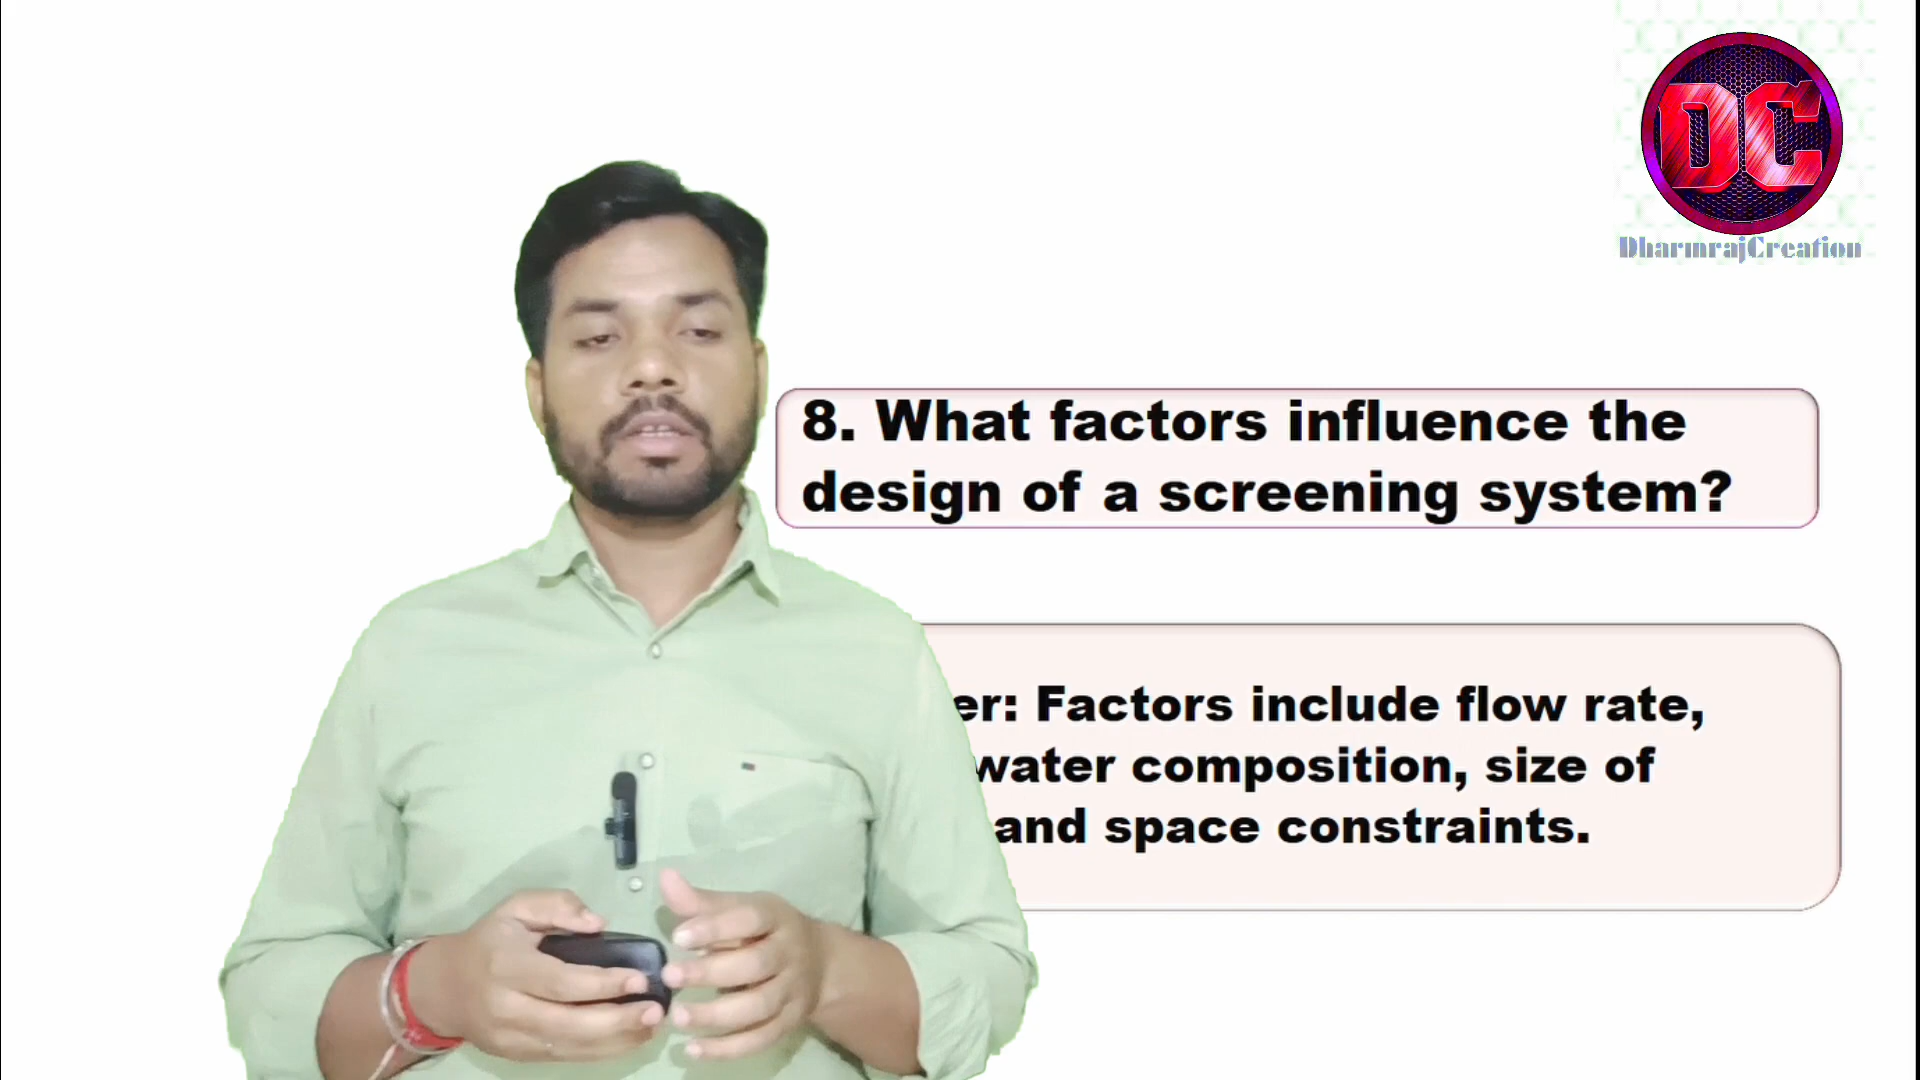 DC
DharmrajCreation
8. What factors influence the
design of a screening system?
er: Factors include flow rate,
water composition, size of
and space constraints.